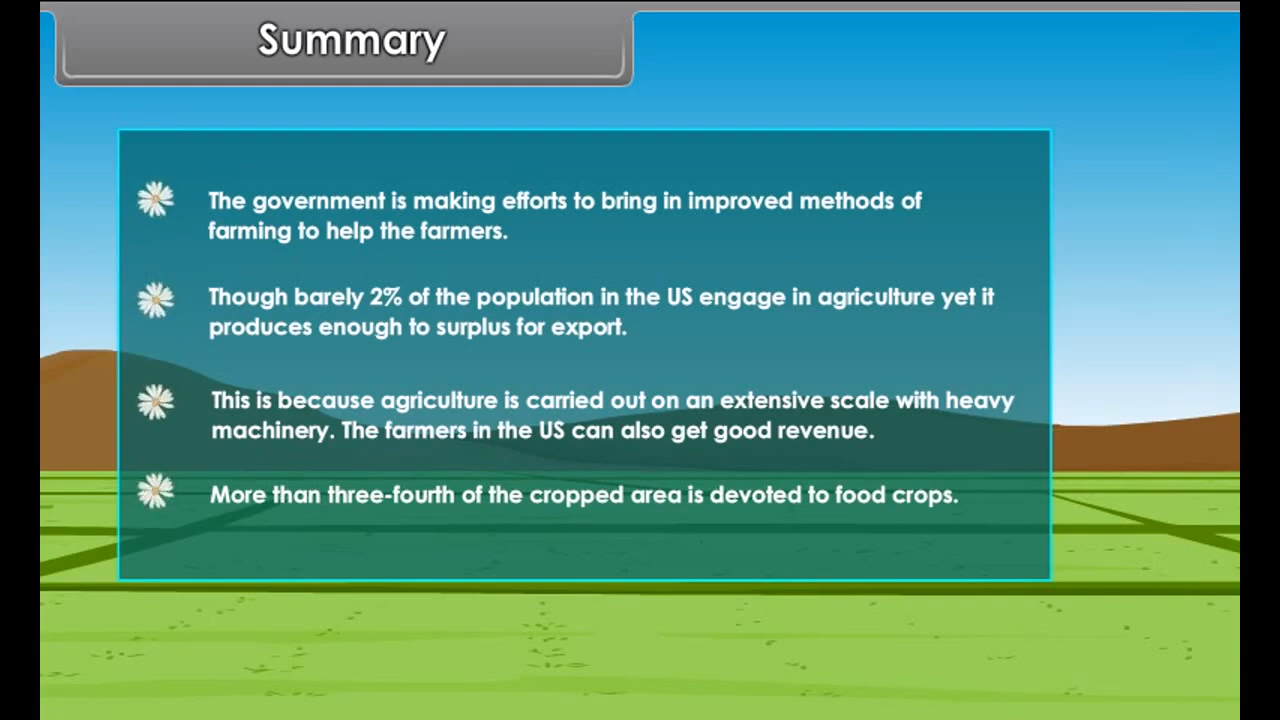 Summary
The government is making efforts to bring in improved methods of
farming to help the farmers.
Though barely 2% of the population in the US engage in agriculture yet it
produces enough to surplus for export.
This is because agriculture is carried out on an extensive scale with heavy
machinery. The farmers in the US can also get good revenue.
More than three-fourth of the cropped area is devoted to food crops.